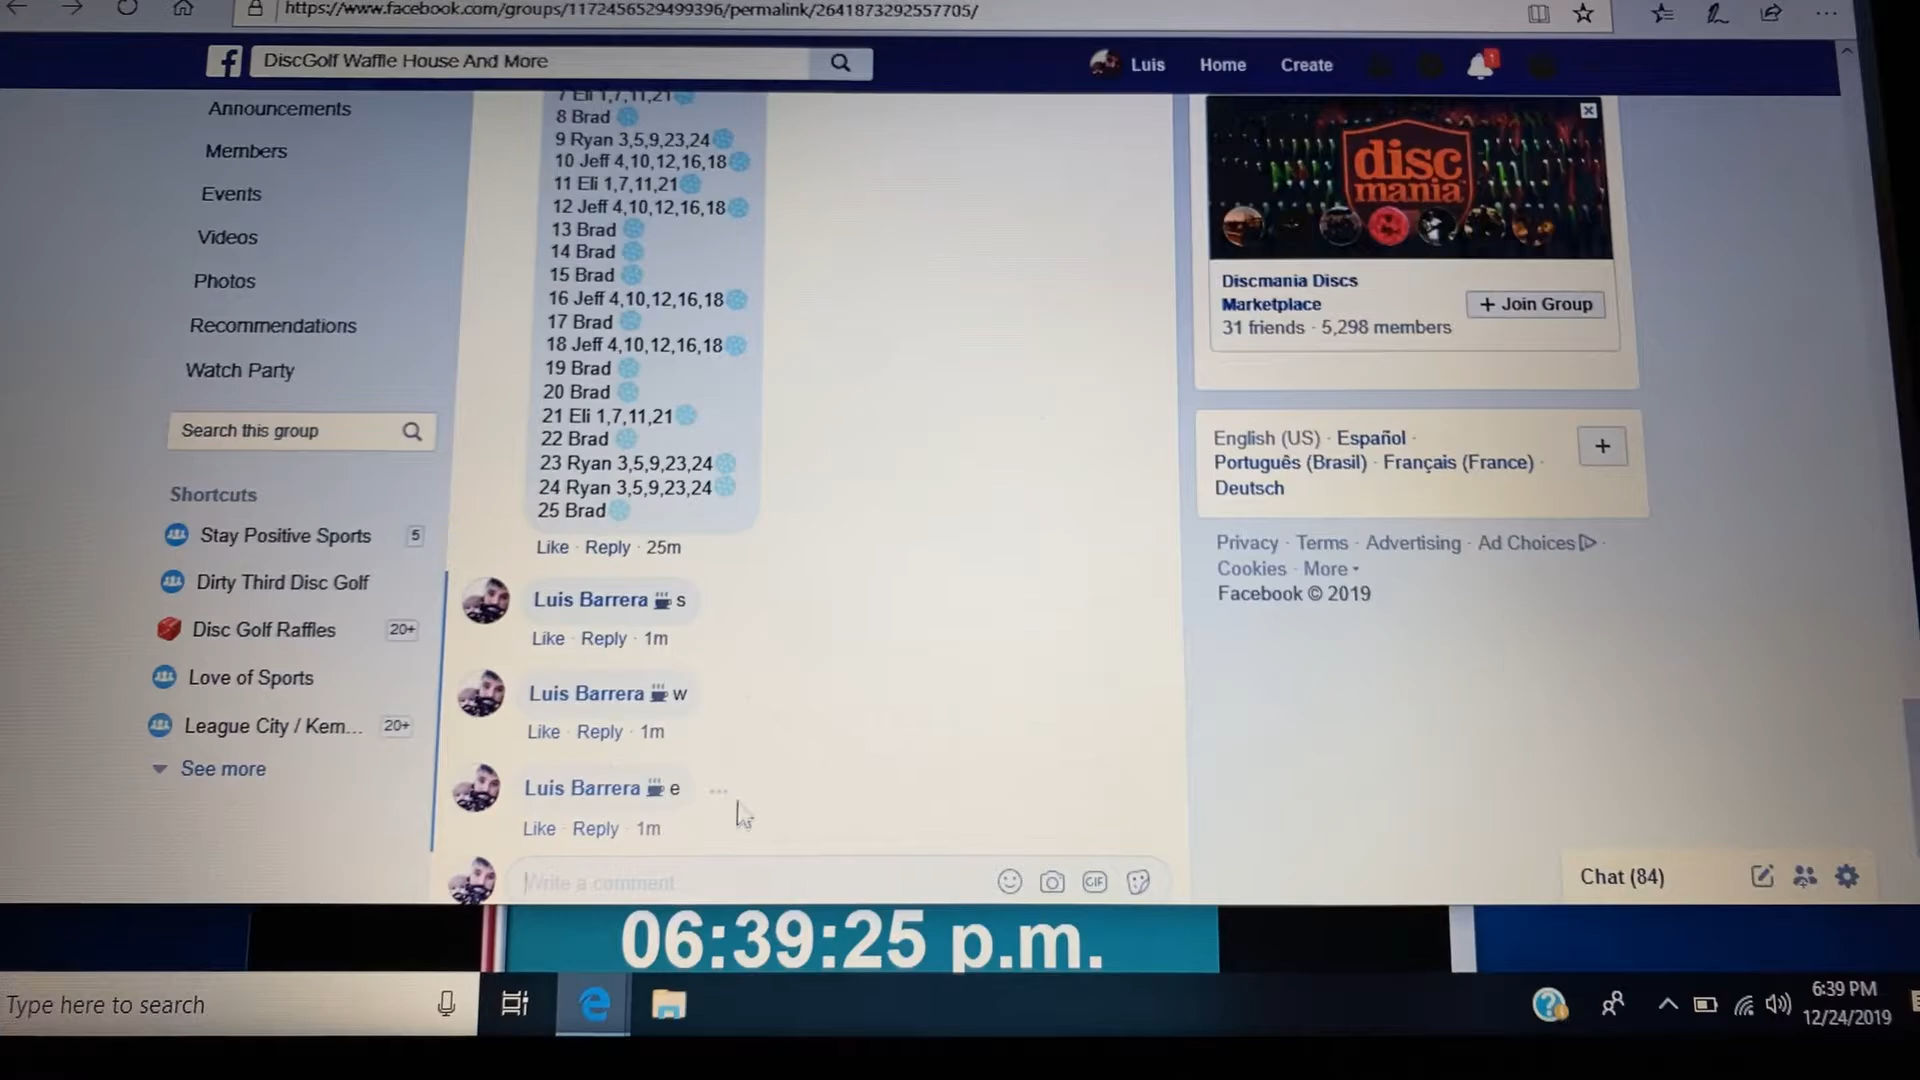 https://www.facebook.com/groups/1172456529499396/permalink/2641873292557705/
DiscGolf Waffle House And More
Luis
Home
Create
1
Announcements
Members
Events
Videos
Photos
Recommendations
Watch Party
Search this group
Shortcuts
Stay Positive Sports 5
Dirty Third Disc Golf
Disc Golf Raffles 20+
Love of Sports
League City / Kem... 20+
See more
7 Eli 1,7,11,21
8 Brad
9 Ryan 3,5,9,23,24
10 Jeff 4,10,12,16,18
11 Eli 1,7,11,21
12 Jeff 4,10,12,16,18
13 Brad
14 Brad
15 Brad
16 Jeff 4,10,12,16,18
17 Brad
18 Jeff 4,10,12,16,18
19 Brad
20 Brad
21 Eli 1,7,11,21
22 Brad
23 Ryan 3,5,9,23,24
24 Ryan 3,5,9,23,24
25 Brad
Like · Reply · 25m
Luis Barrera s
Like · Reply · 1m
Luis Barrera w
Like · Reply · 1m
Luis Barrera e ...
Like · Reply · 1m
Write a comment...
GIF
disc
mania
Discmania Discs
Marketplace
+ Join Group
31 friends · 5,298 members
English (US) · Español ·
Português (Brasil) · Français (France) ·
Deutsch
+
Privacy · Terms · Advertising · Ad Choices ·
Cookies · More
Facebook © 2019
Chat (84)
06:39:25 p.m.
Type here to search
6:39 PM
12/24/2019